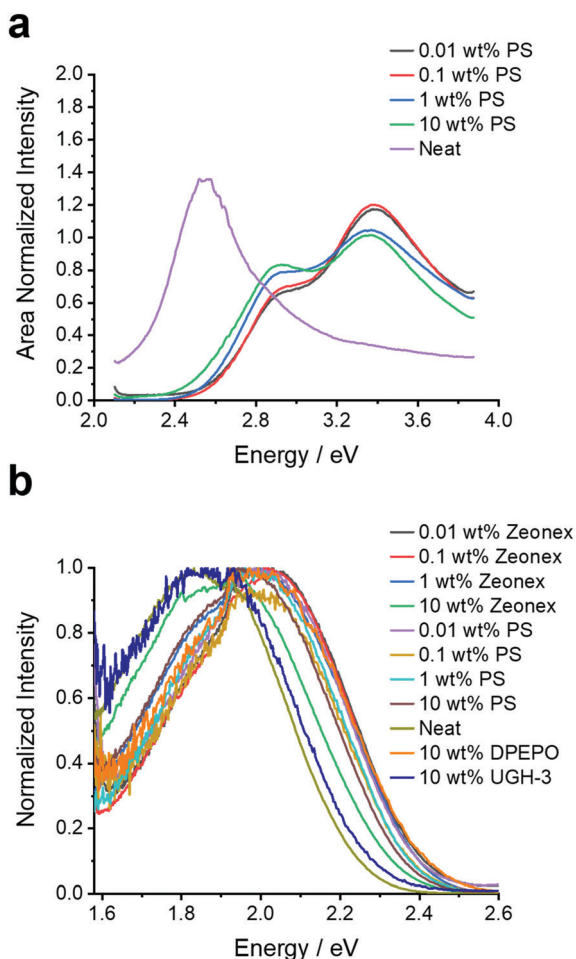 a
0.01 wt% PS
0.1 wt% PS
1 wt% PS
10 wt% PS
Neat
Area Normalized Intensity
2.0
1.8
1.6
1.4
1.2
1.0
0.8
0.6
0.4
0.2
0.0
2.0 2.4 2.8 3.2 3.6 4.0
Energy / eV
b
0.01 wt% Zeonex
0.1 wt% Zeonex
1 wt% Zeonex
10 wt% Zeonex
0.01 wt% PS
0.1 wt% PS
1 wt% PS
10 wt% PS
Neat
10 wt% DPEPO
10 wt% UGH-3
Normalized Intensity
1.0
0.8
0.6
0.4
0.2
0.0
1.6 1.8 2.0 2.2 2.4 2.6
Energy / eV